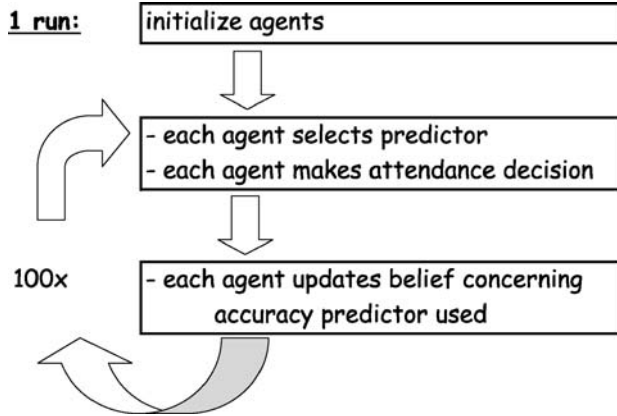 1 run:
initialize agents
- each agent selects predictor
- each agent makes attendance decision
100x
- each agent updates belief concerning
accuracy predictor used